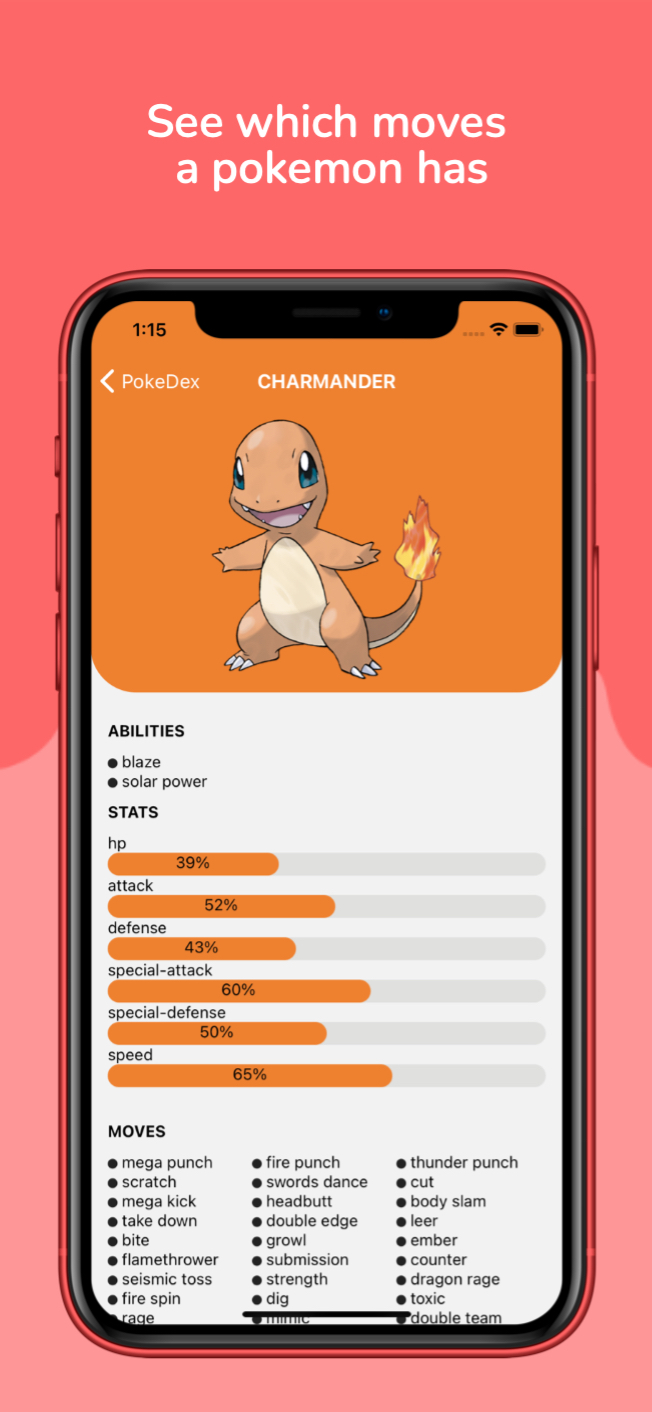 See which moves
a pokemon has
1:15
PokeDex
CHARMANDER
ABILITIES
● blaze
● solar power
STATS
hp
39%
attack
52%
defense
43%
special-attack
60%
special-defense
50%
speed
65%
MOVES
● mega punch ● fire punch ● thunder punch
● scratch ● swords dance ● cut
● mega kick ● headbutt ● body slam
● take down ● double edge ● leer
● bite ● growl ● ember
● flamethrower ● submission ● counter
● seismic toss ● strength ● dragon rage
● fire spin ● dig ● toxic
● rage ● mimic ● double team